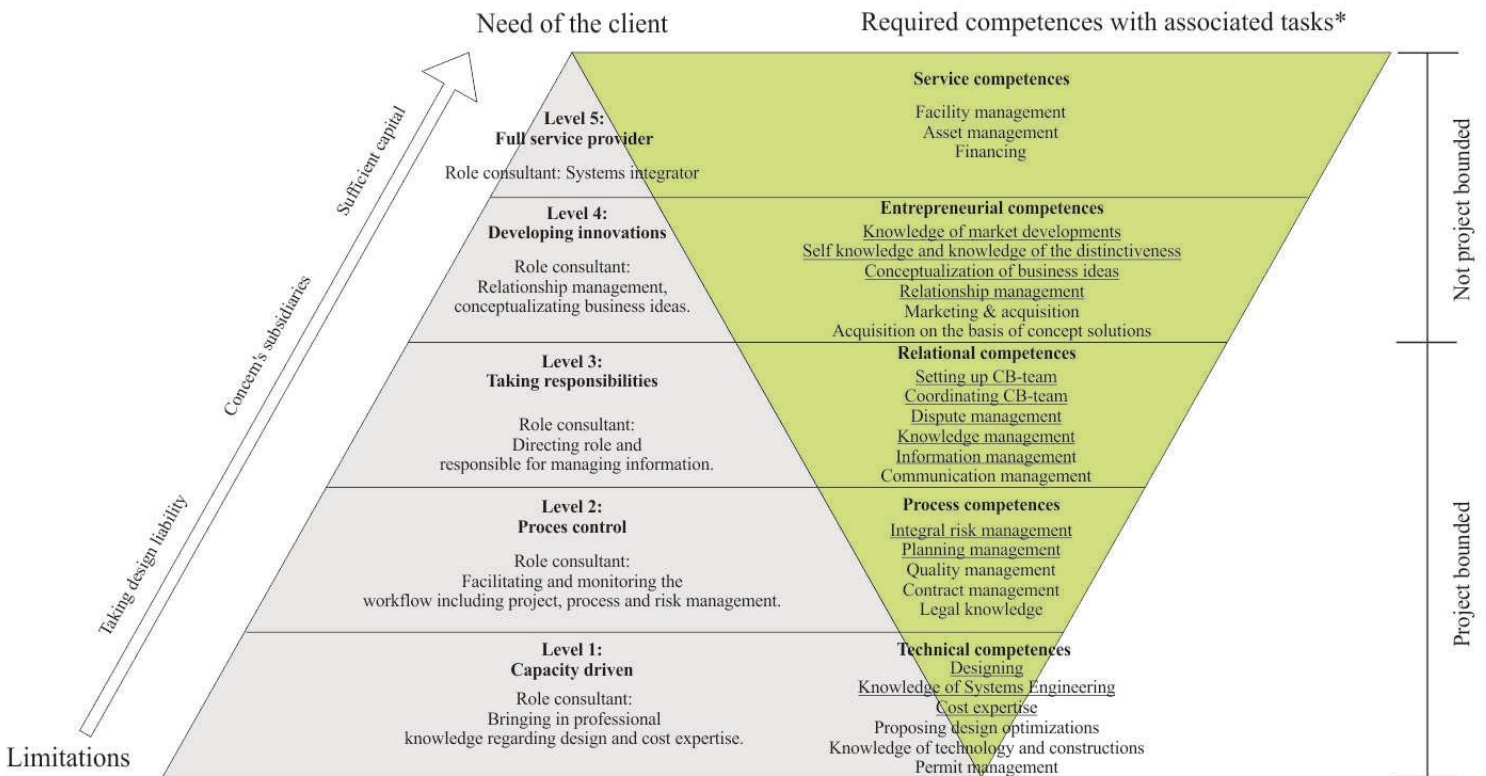 Need of the client
Required competences with associated tasks*
Service competences
Facility management
Asset management
Financing
Level 5:
Full service provider
Role consultant: Systems integrator
Entrepreneurial competences
Knowledge of market developments
Self knowledge and knowledge of the distinctiveness
Conceptualization of business ideas
Relationship management
Marketing & acquisition
Acquisition on the basis of concept solutions
Level 4:
Developing innovations
Role consultant:
Relationship management,
conceptualizating business ideas.
Relational competences
Setting up CB-team
Coordinating CB-team
Dispute management
Knowledge management
Information management
Communication management
Level 3:
Taking responsibilities
Role consultant:
Directing role and
responsible for managing information.
Process competences
Integral risk management
Planning management
Quality management
Contract management
Legal knowledge
Level 2:
Proces control
Role consultant:
Facilitating and monitoring the
workflow including project, process and risk management.
Technical competences
Designing
Knowledge of Systems Engineering
Cost expertise
Proposing design optimizations
Knowledge of technology and constructions
Permit management
Level 1:
Capacity driven
Role consultant:
Bringing in professional
knowledge regarding design and cost expertise.
Limitations
Taking design liability
Concern's subsidiaries
Sufficient capital
Not project bounded
Project bounded